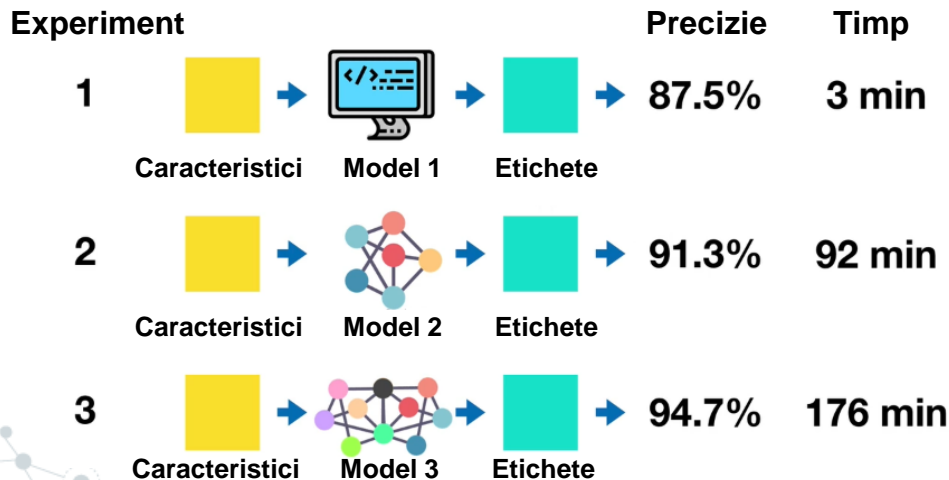 Experiment Precizie Timp
1 </> 87.5% 3 min
Caracteristici Model 1 Etichete
2 91.3% 92 min
Caracteristici Model 2 Etichete
3 94.7% 176 min
Caracteristici Model 3 Etichete